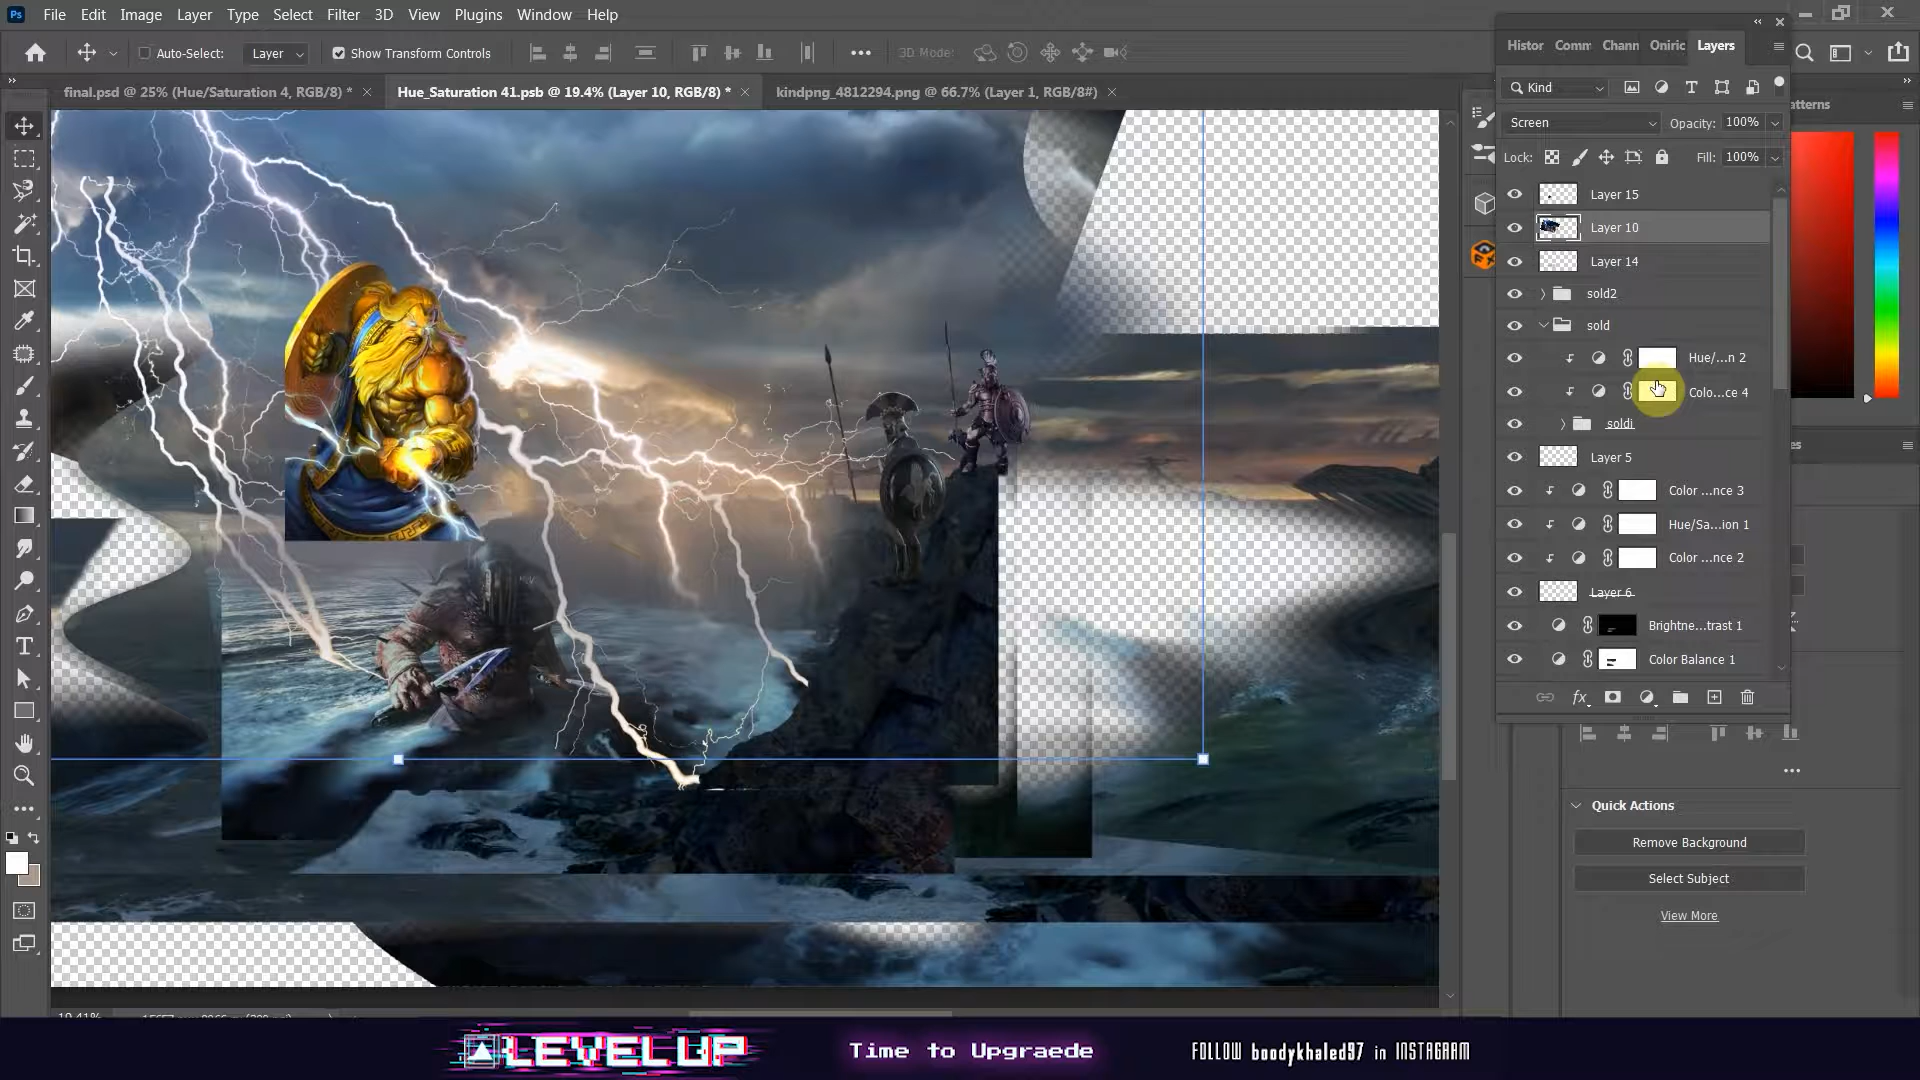 Ps File Edit Image Layer Type Select Filter 3D View Plugins Window Help
Auto-Select: Layer Show Transform Controls 3D Mode:
Histor Comm Chann Oniric Layers
final.psd @ 25% (Hue/Saturation 4, RGB/8) *
Hue_Saturation 41.psb @ 19.4% (Layer 10, RGB/8) *
kindpng_4812294.png @ 66.7% (Layer 1, RGB/8#)
Kind
atterns
Screen Opacity: 100%
Lock: Fill: 100%
Layer 15
Layer 10
Layer 14
sold2
sold
Hue/...n 2
Colo...ce 4
soldi
Layer 5
Color ...nce 3
Hue/Sa...ion 1
Color ...nce 2
Layer 6
Brightne...trast 1
Color Balance 1
fx
Quick Actions
Remove Background
Select Subject
View More
LEVEL UP
Time to Upgraede
FOLLOW boodykhaled97 in INSTAGRAM